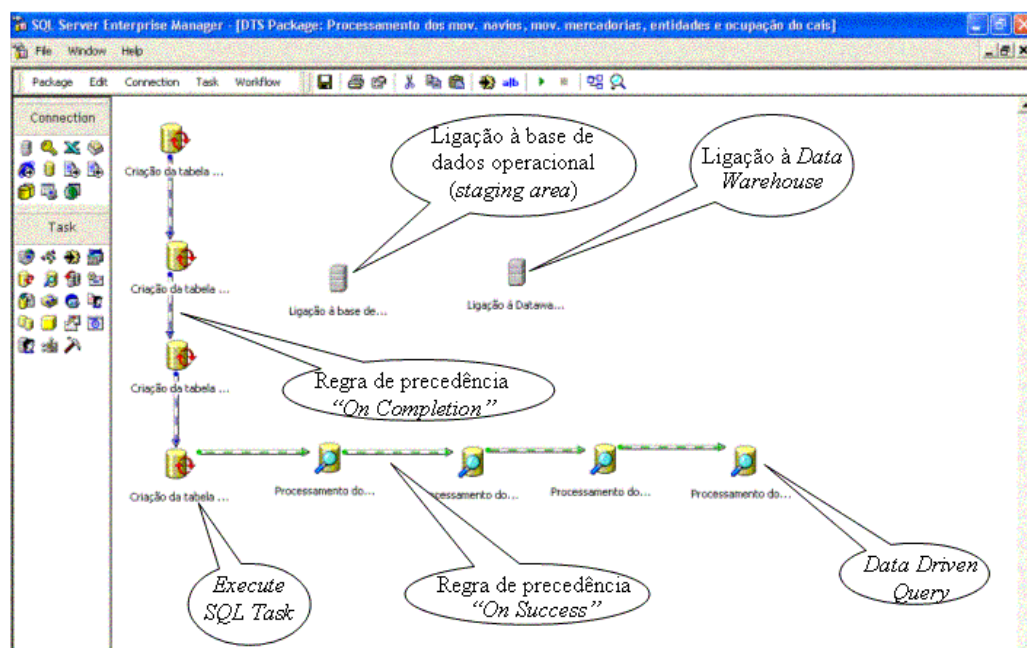 SQL Server Enterprise Manager - [DTS Package: Processamento dos mov. navios, mov. mercadorias, entidades e ocupação do cais]
File Window Help
Package Edit Connection Task Workflow
Connection
Task
Criação da tabela ...
Criação da tabela ...
Criação da tabela ...
Criação da tabela ...
Ligação à base de
dados operacional
(staging area)
Ligação à Data
Warehouse
Ligação à base de...
Ligação á Datawa...
Regra de precedência
“On Completion”
Processamento do...
rocessamento do...
Processamento do...
Processamento do...
Execute
SQL Task
Regra de precedência
“On Success”
Data Driven
Query